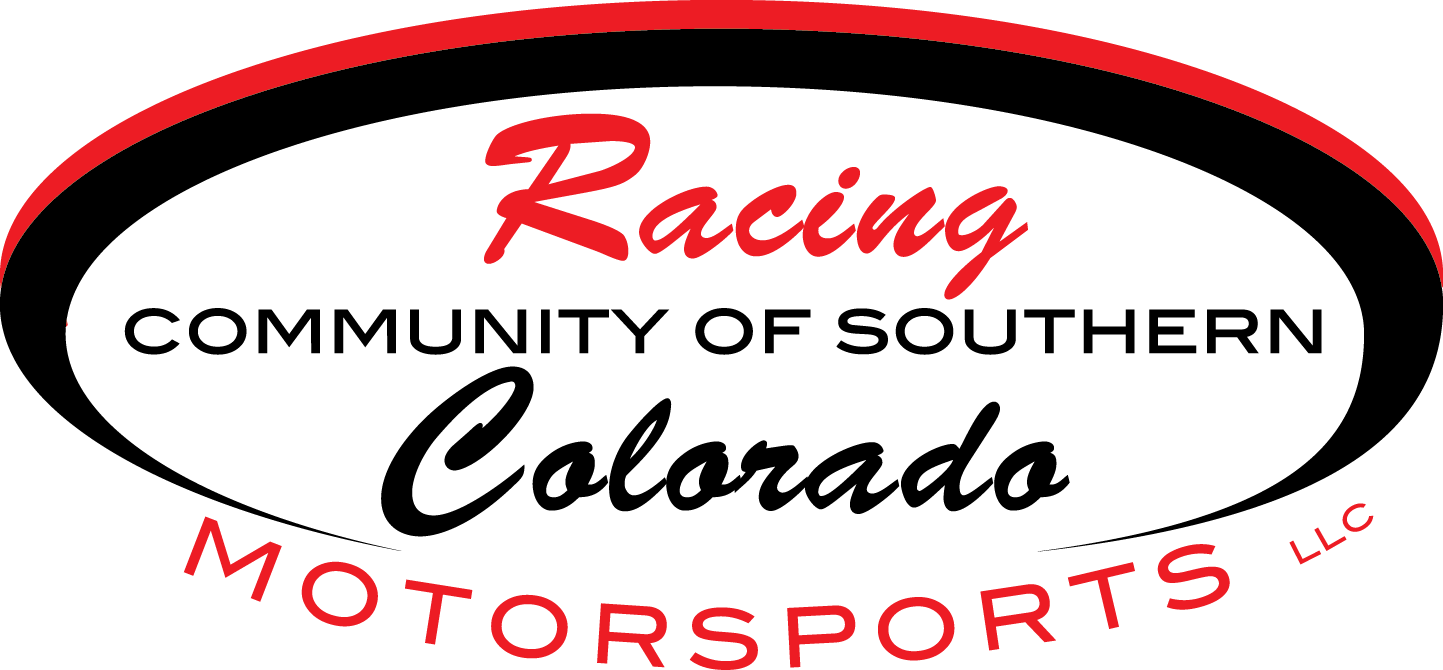 Racing
COMMUNITY OF SOUTHERN
Colorado
MOTORSPORTS LLC